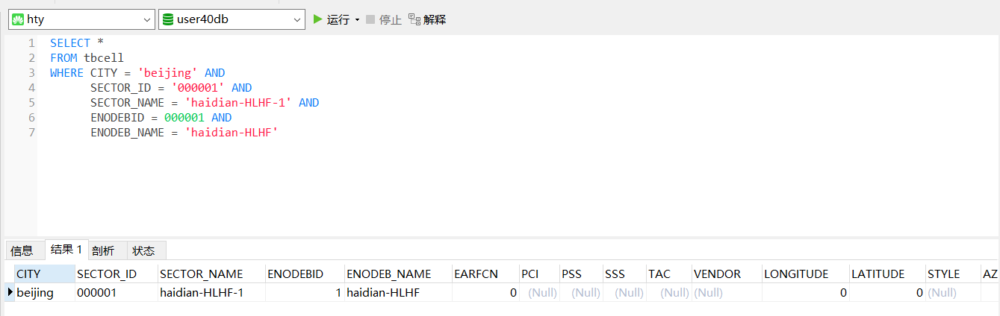 hty user40db 运行 停止 解释
1 SELECT *
2 FROM tbcell
3 WHERE CITY = 'beijing' AND
4 SECTOR_ID = '000001' AND
5 SECTOR_NAME = 'haidian-HLHF-1' AND
6 ENODEBID = 000001 AND
7 ENODEB_NAME = 'haidian-HLHF'
信息 结果 1 剖析 状态
CITY SECTOR_ID SECTOR_NAME ENODEBID ENODEB_NAME EARFCN PCI PSS SSS TAC VENDOR LONGITUDE LATITUDE STYLE AZ
beijing 000001 haidian-HLHF-1 1 haidian-HLHF 0 (Null) (Null) (Null) (Null) (Null) 0 0 (Null)